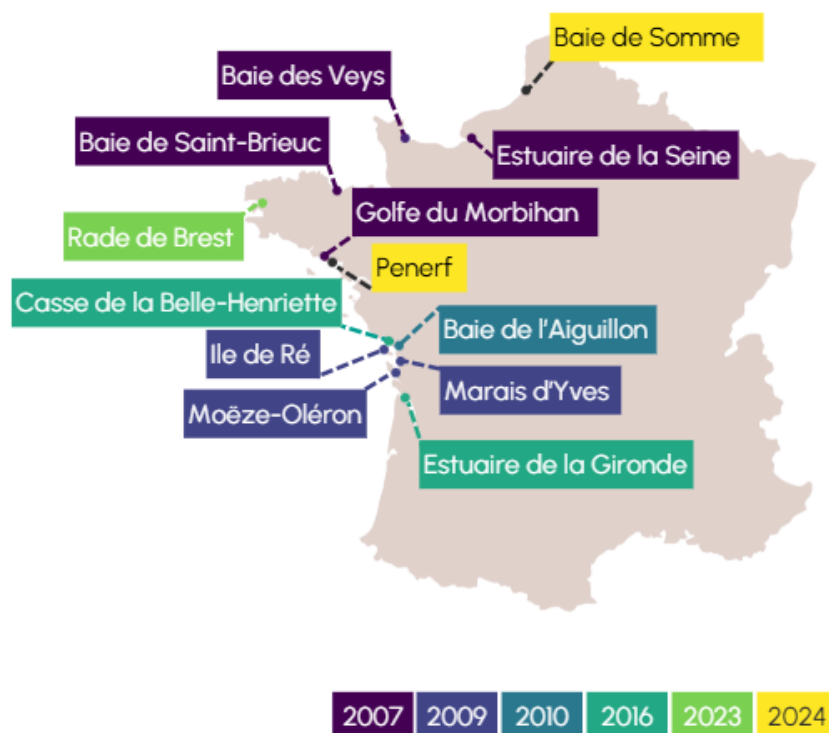 Baie de Somme
Baie des Veys
Baie de Saint-Brieuc
Estuaire de la Seine
Golfe du Morbihan
Rade de Brest
Penerf
Casse de la Belle-Henriette
Baie de l'Aiguillon
Ile de Ré
Marais d'Yves
Moëze-Oléron
Estuaire de la Gironde
2007 2009 2010 2016 2023 2024